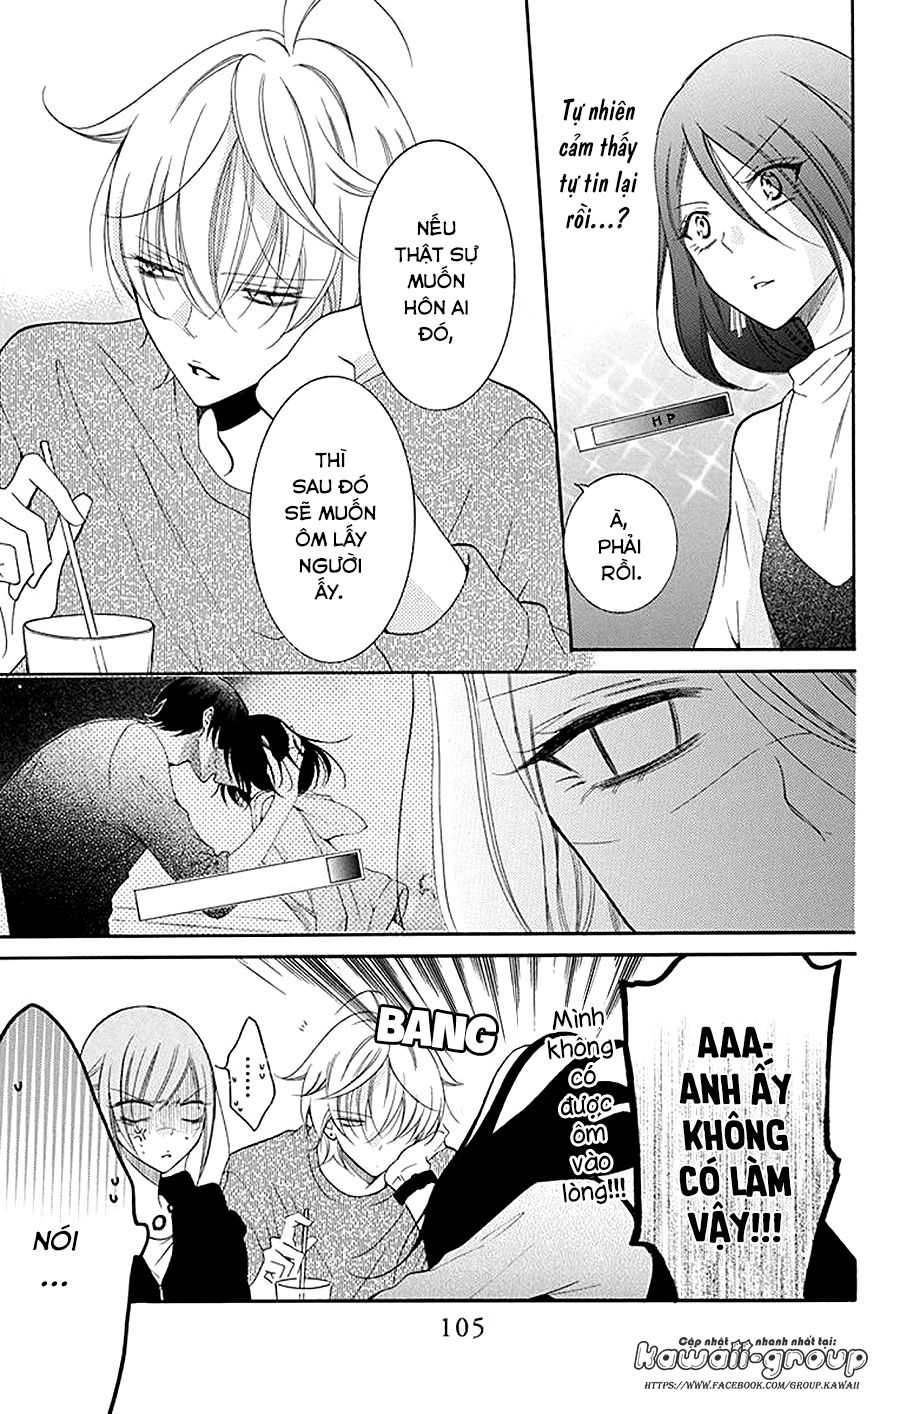 Tự nhiên
cảm thấy
tự tin lại
rồi...?
HP
À,
PHẢI
RỒI.
NẾU
THẬT SỰ
MUỐN
HÔN AI
ĐÓ,
THÌ
SAU ĐÓ
SẼ MUỐN
ÔM LẤY
NGƯỜI
ẤY.
AAA-
ANH ẤY
KHÔNG
CÓ LÀM
VẬY!!!
Mình
không
có
được
ôm
vào
lòng!!!
BANG
........
NÓI
...
105
Cập nhật nhanh nhất tại:
kawaii-group
HTTPS://WWW.FACEBOOK.COM/GROUP.KAWAII